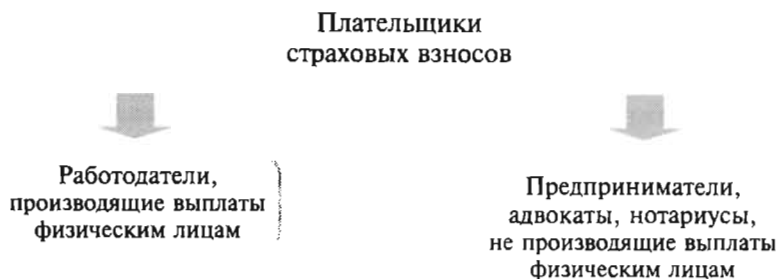 Плательщики
страховых взносов
Работодатели,
производящие выплаты
физическим лицам
Предприниматели,
адвокаты, нотариусы,
не производящие выплаты
физическим лицам